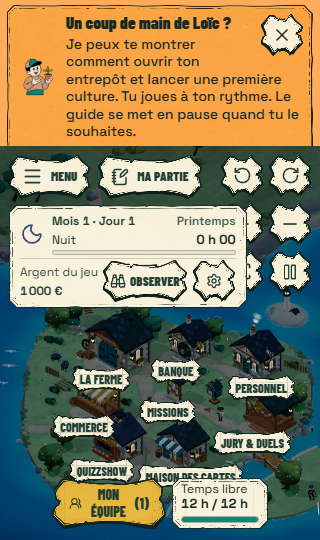 Un coup de main de Loïc ?
Je peux te montrer
comment ouvrir ton
entrepôt et lancer une première
culture. Tu joues à ton rythme. Le
guide se met en pause quand tu le
souhaites.
MENU
MA PARTIE
Mois 1 · Jour 1
Printemps
Nuit
0 h 00
Argent du jeu
1 000 €
OBSERVER
LA FERME
BANQUE
PERSONNEL
MISSIONS
COMMERCE
JURY & DUELS
QUIZZSHOW
MAISON DES CARTES
MON
ÉQUIPE
(1)
Temps libre
12 h / 12 h